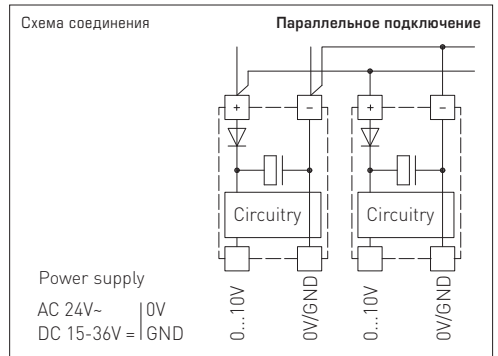 Схема соединения
Параллельное подключение
+ – + –
Circuitry Circuitry
Power supply
AC 24V~ 0V
DC 15-36V = GND
0...10V
0V/GND
0...10V
0V/GND